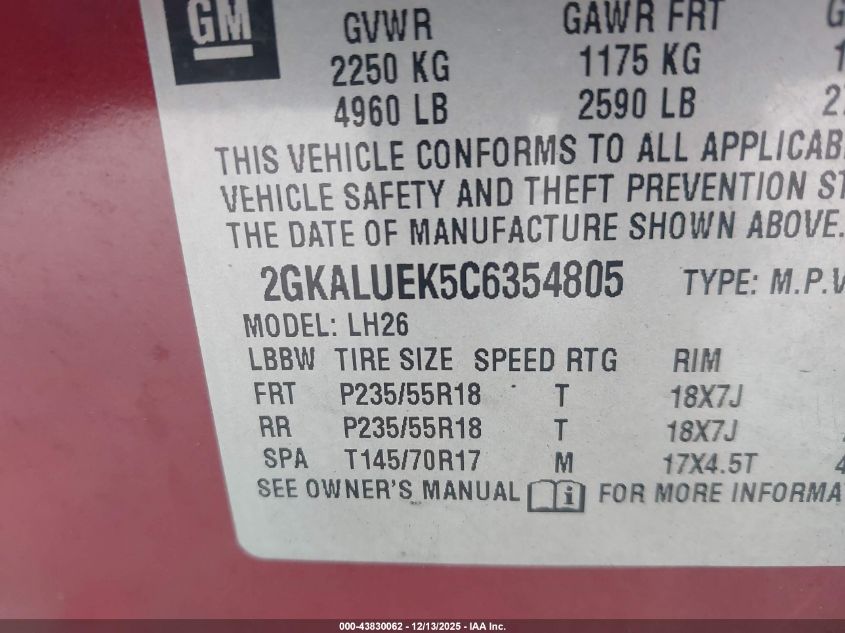 GM
GVWR GAWR FRT G
2250 KG 1175 KG 1
4960 LB 2590 LB 2
THIS VEHICLE CONFORMS TO ALL APPLICAB
VEHICLE SAFETY AND THEFT PREVENTION ST
THE DATE OF MANUFACTURE SHOWN ABOVE.
2GKALUEK5C6354805 TYPE: M.P.V
MODEL: LH26
LBBW TIRE SIZE SPEED RTG RIM
FRT P235/55R18 T 18X7J
RR P235/55R18 T 18X7J
SPA T145/70R17 M 17X4.5T 4
SEE OWNER'S MANUAL i FOR MORE INFORMA
000-43830062 - 12/13/2025 - IAA Inc.